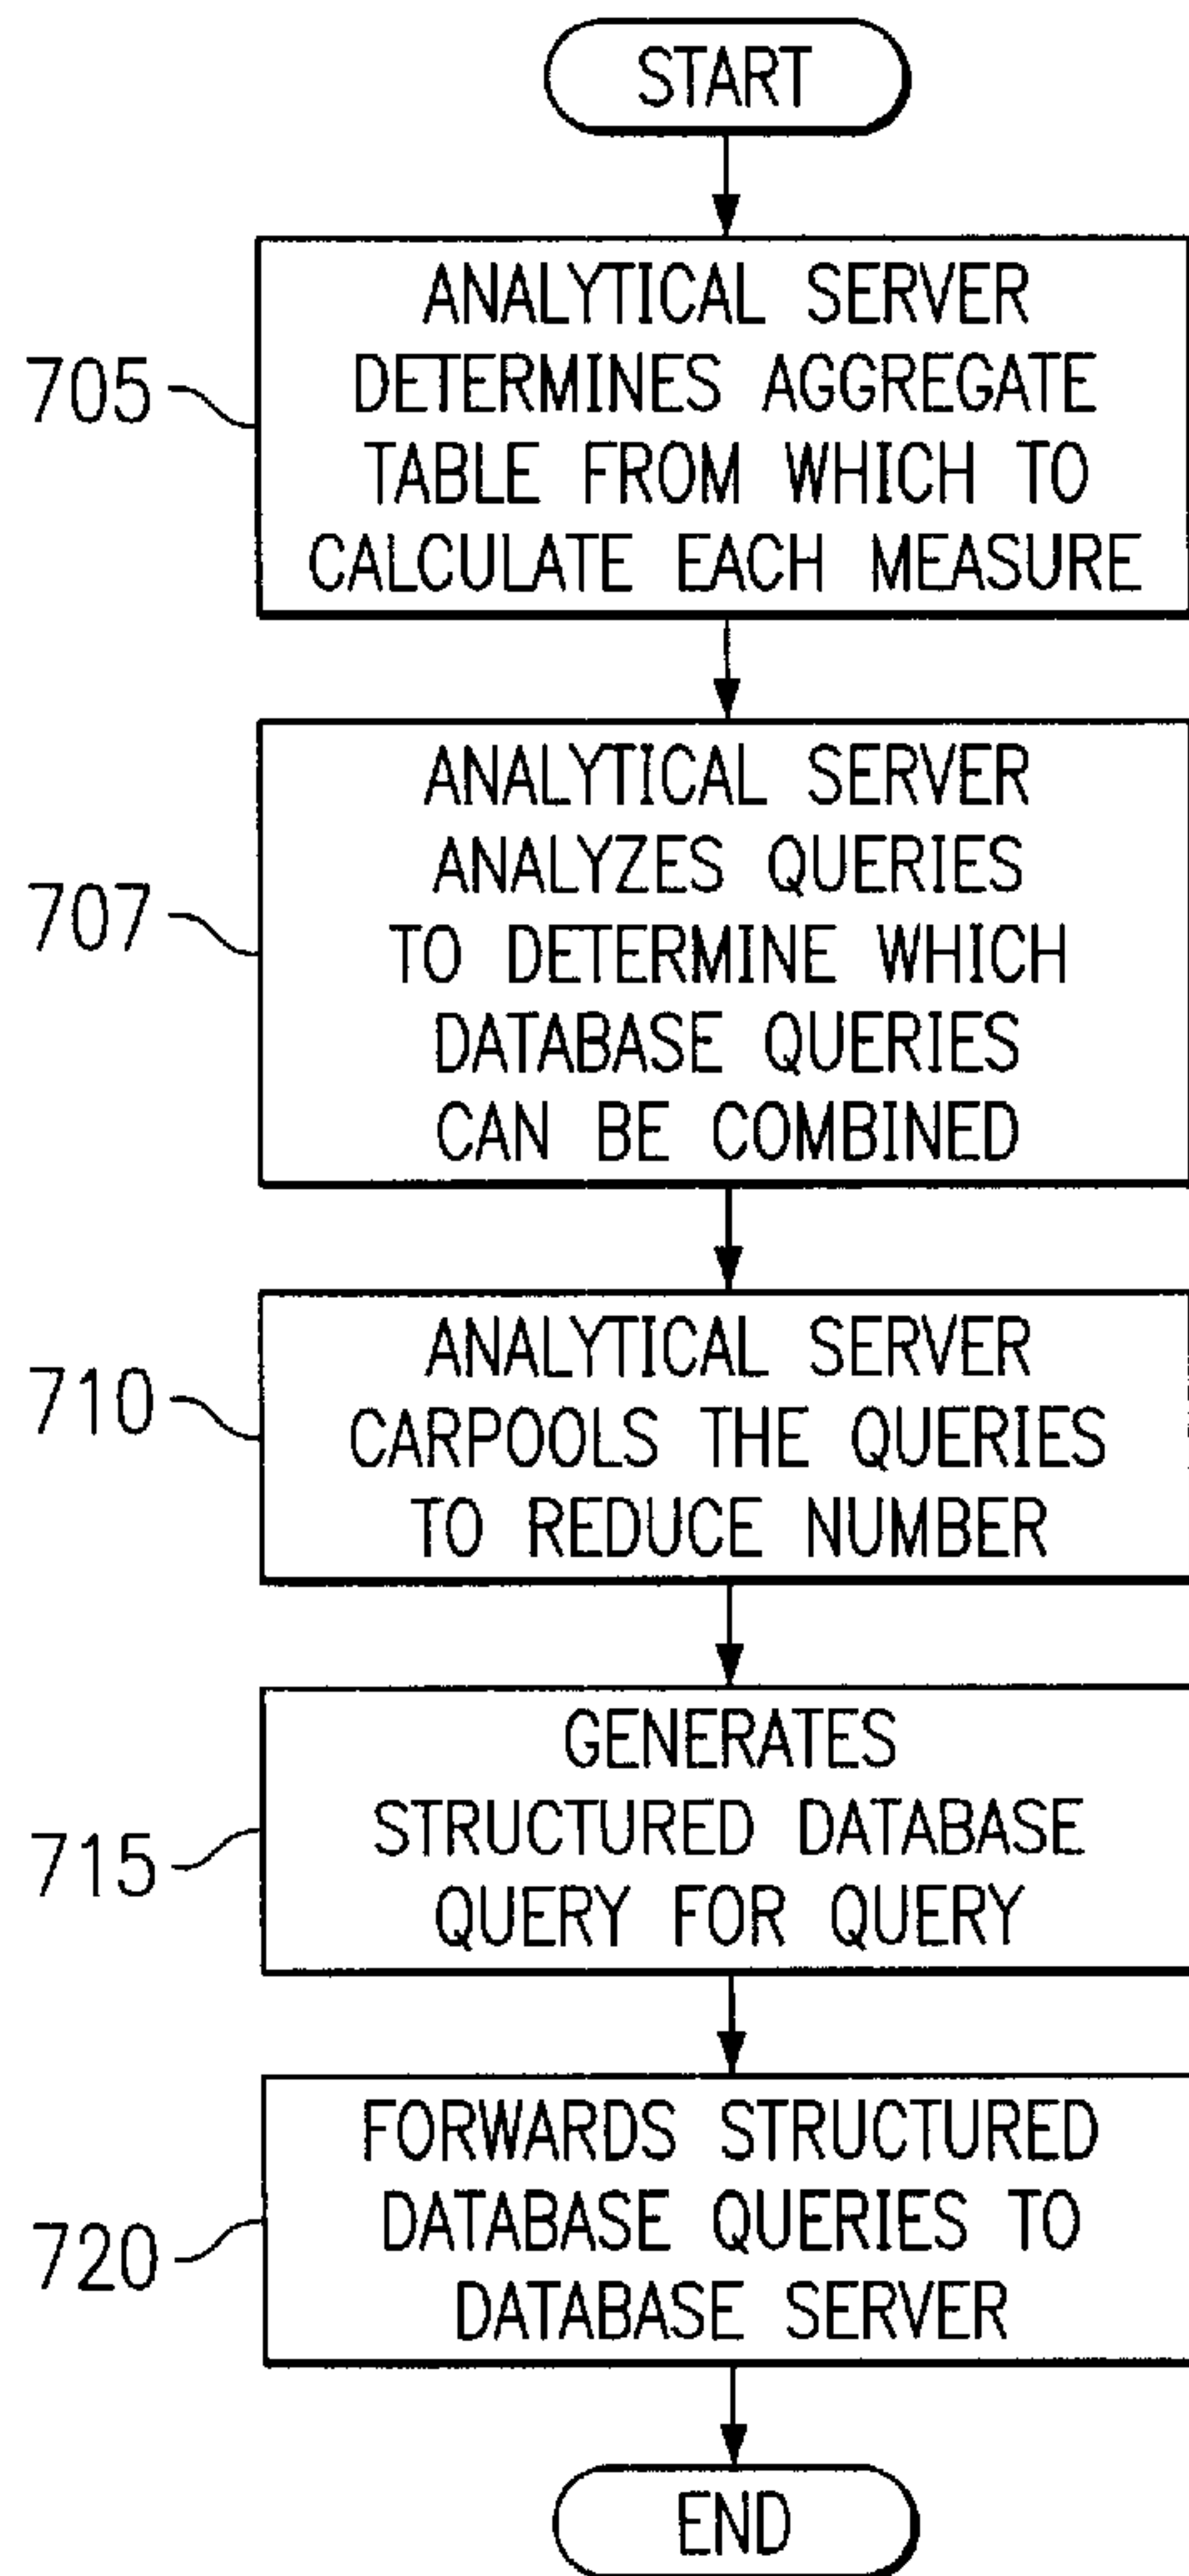 START
705
ANALYTICAL SERVER
DETERMINES AGGREGATE
TABLE FROM WHICH TO
CALCULATE EACH MEASURE
707
ANALYTICAL SERVER
ANALYZES QUERIES
TO DETERMINE WHICH
DATABASE QUERIES
CAN BE COMBINED
710
ANALYTICAL SERVER
CARPOOLS THE QUERIES
TO REDUCE NUMBER
715
GENERATES
STRUCTURED DATABASE
QUERY FOR QUERY
720
FORWARDS STRUCTURED
DATABASE QUERIES TO
DATABASE SERVER
END